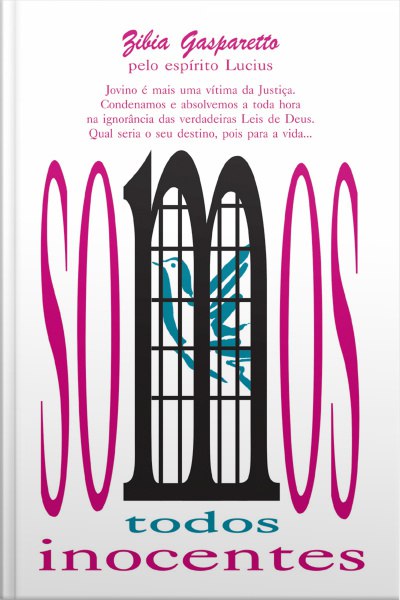 Zibia Gasparetto
pelo espírito Lucius
Jovino é mais uma vítima da Justiça.
Condenamos e absolvemos a toda hora
na ignorância das verdadeiras Leis de Deus.
Qual seria o seu destino, pois para a vida...
SOmOS
todos
inocentes